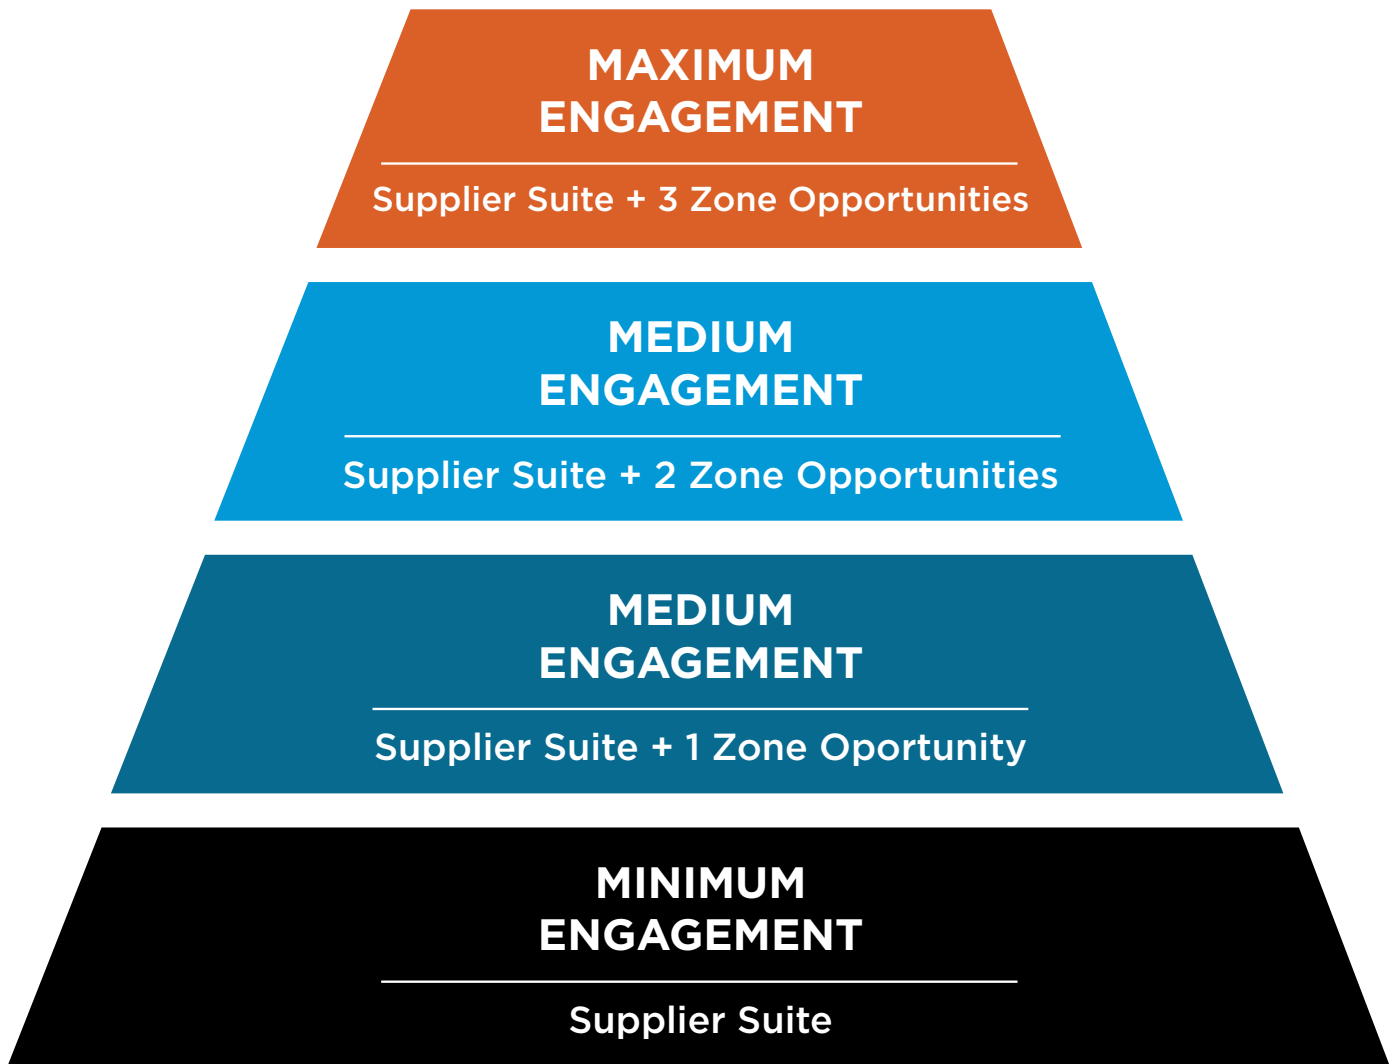 MAXIMUM
ENGAGEMENT
Supplier Suite + 3 Zone Opportunities
MEDIUM
ENGAGEMENT
Supplier Suite + 2 Zone Opportunities
MEDIUM
ENGAGEMENT
Supplier Suite + 1 Zone Oportunity
MINIMUM
ENGAGEMENT
Supplier Suite